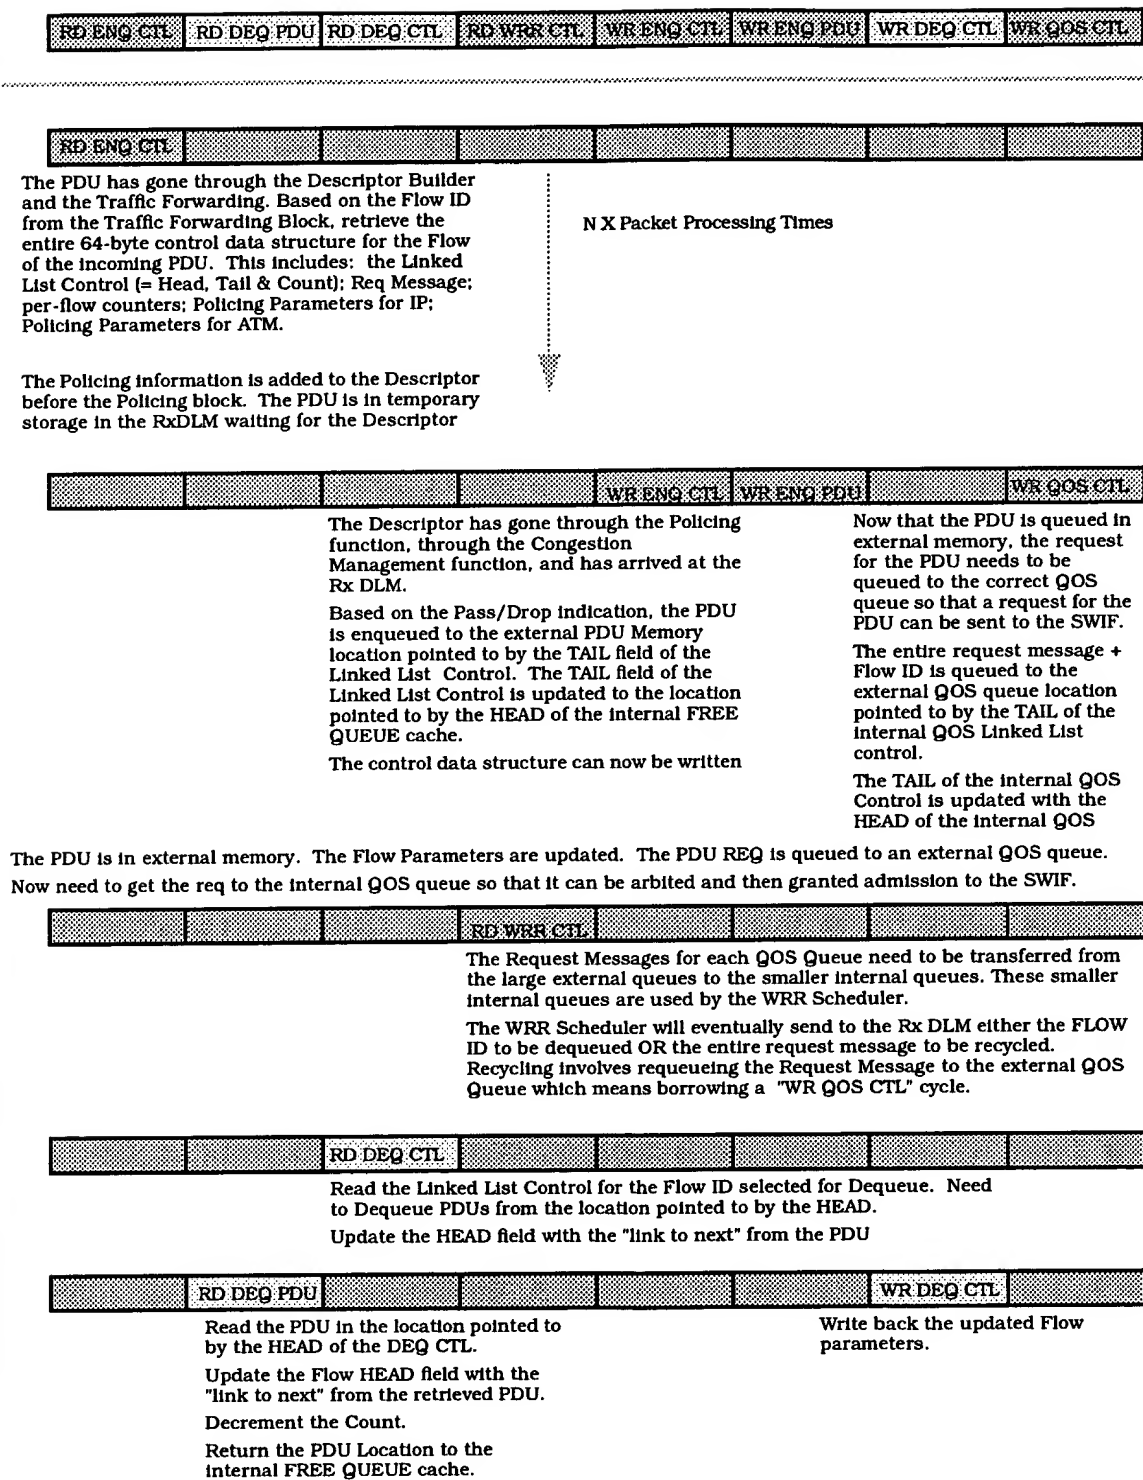 RD ENQ CTL RD DEQ PDU RD DEQ CTL RD WRR CTL WR ENQ CTL WR ENQ PDU WR DEQ CTL WR QOS CTL
RD ENQ CTL
The PDU has gone through the Descriptor Builder
and the Traffic Forwarding. Based on the Flow ID
from the Traffic Forwarding Block, retrieve the
entire 64-byte control data structure for the Flow
of the incoming PDU. This includes: the Linked
List Control (= Head, Tail & Count); Req Message;
per-flow counters; Policing Parameters for IP;
Policing Parameters for ATM.
N X Packet Processing Times
The Policing information is added to the Descriptor
before the Policing block. The PDU is in temporary
storage in the RxDLM waiting for the Descriptor
WR ENQ CTL WR ENQ PDU WR QOS CTL
The Descriptor has gone through the Policing
function, through the Congestion
Management function, and has arrived at the
Rx DLM.
Based on the Pass/Drop indication, the PDU
is enqueued to the external PDU Memory
location pointed to by the TAIL field of the
Linked List Control. The TAIL field of the
Linked List Control is updated to the location
pointed to by the HEAD of the internal FREE
QUEUE cache.
The control data structure can now be written
Now that the PDU is queued in
external memory, the request
for the PDU needs to be
queued to the correct QOS
queue so that a request for the
PDU can be sent to the SWIF.
The entire request message +
Flow ID is queued to the
external QOS queue location
pointed to by the TAIL of the
internal QOS Linked List
control.
The TAIL of the internal QOS
Control is updated with the
HEAD of the internal QOS
The PDU is in external memory. The Flow Parameters are updated. The PDU REQ is queued to an external QOS queue.
Now need to get the req to the internal QOS queue so that it can be arbited and then granted admission to the SWIF.
RD WRR CTL
The Request Messages for each QOS Queue need to be transferred from
the large external queues to the smaller internal queues. These smaller
internal queues are used by the WRR Scheduler.
The WRR Scheduler will eventually send to the Rx DLM either the FLOW
ID to be dequeued OR the entire request message to be recycled.
Recycling involves requeueing the Request Message to the external QOS
Queue which means borrowing a "WR QOS CTL" cycle.
RD DEQ CTL
Read the Linked List Control for the Flow ID selected for Dequeue. Need
to Dequeue PDUs from the location pointed to by the HEAD.
Update the HEAD field with the "link to next" from the PDU
RD DEQ PDU WR DEQ CTL
Read the PDU in the location pointed to
by the HEAD of the DEQ CTL.
Update the Flow HEAD field with the
"link to next" from the retrieved PDU.
Decrement the Count.
Return the PDU Location to the
internal FREE QUEUE cache.
Write back the updated Flow
parameters.